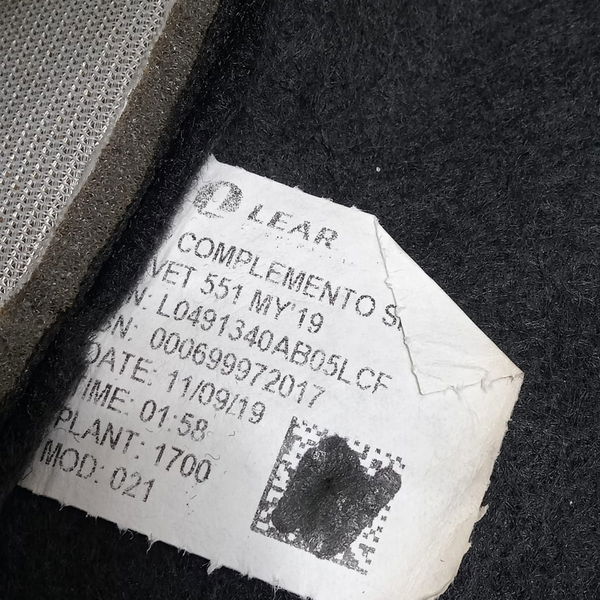 LEAR
COMPLEMENTO
VET 551 MY'19
N: L0491340AB05LCF
N: 000699972017
DATE: 11/09/19
TIME: 01:58
PLANT: 1700
MOD: 021